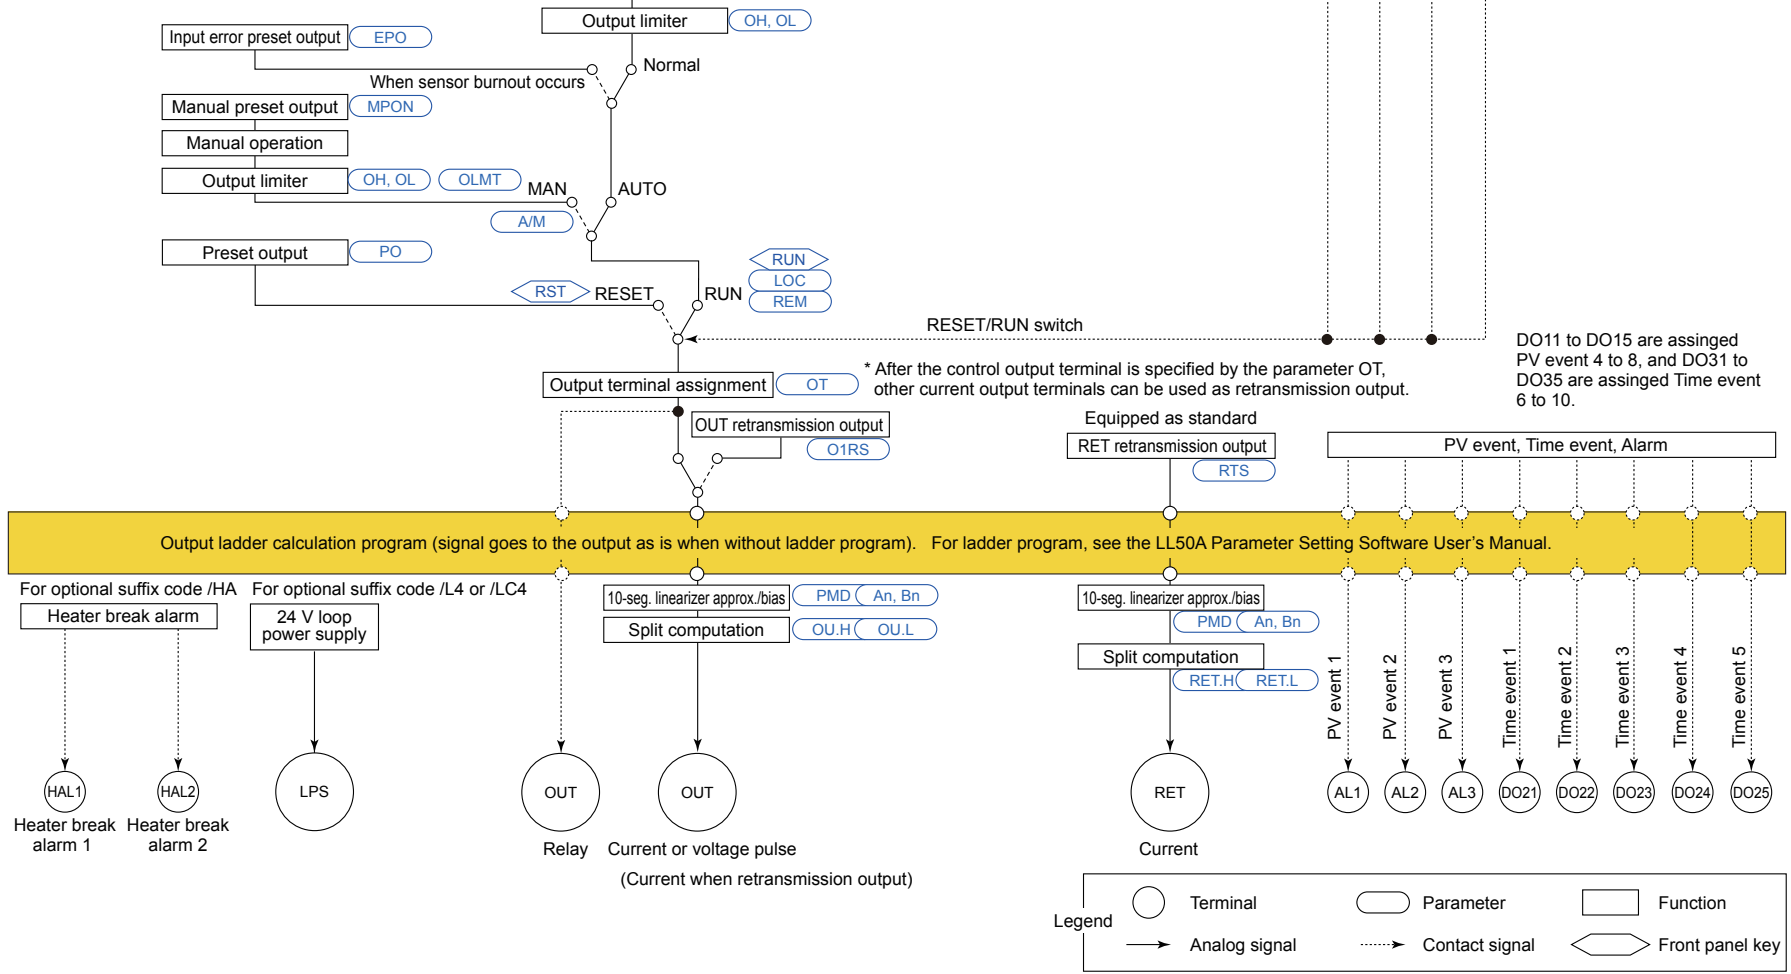 Output limiter OH, OL
Input error preset output EPO
Normal
When sensor burnout occurs
Manual preset output MPON
Manual operation
Output limiter OH, OL OLMT
MAN AUTO
A/M
Preset output PO
RUN
LOC
REM
RST RESET RUN
RESET/RUN switch
DO11 to DO15 are assinged
PV event 4 to 8, and DO31 to
DO35 are assinged Time event
6 to 10.
Output terminal assignment OT
* After the control output terminal is specified by the parameter OT,
other current output terminals can be used as retransmission output.
OUT retransmission output
O1RS
Equipped as standard
RET retransmission output
RTS
PV event, Time event, Alarm
Output ladder calculation program (signal goes to the output as is when without ladder program). For ladder program, see the LL50A Parameter Setting Software User's Manual.
For optional suffix code /HA
Heater break alarm
For optional suffix code /L4 or /LC4
24 V loop
power supply
10-seg. linearizer approx./bias PMD An, Bn
Split computation OU.H OU.L
10-seg. linearizer approx./bias
PMD An, Bn
Split computation
RET.H RET.L
PV event 1
PV event 2
PV event 3
Time event 1
Time event 2
Time event 3
Time event 4
Time event 5
HAL1
HAL2
LPS
OUT
OUT
RET
AL1
AL2
AL3
DO21
DO22
DO23
DO24
DO25
Heater break
alarm 1
Heater break
alarm 2
Relay
Current or voltage pulse
(Current when retransmission output)
Current
Legend
Terminal
Parameter
Function
Analog signal
Contact signal
Front panel key